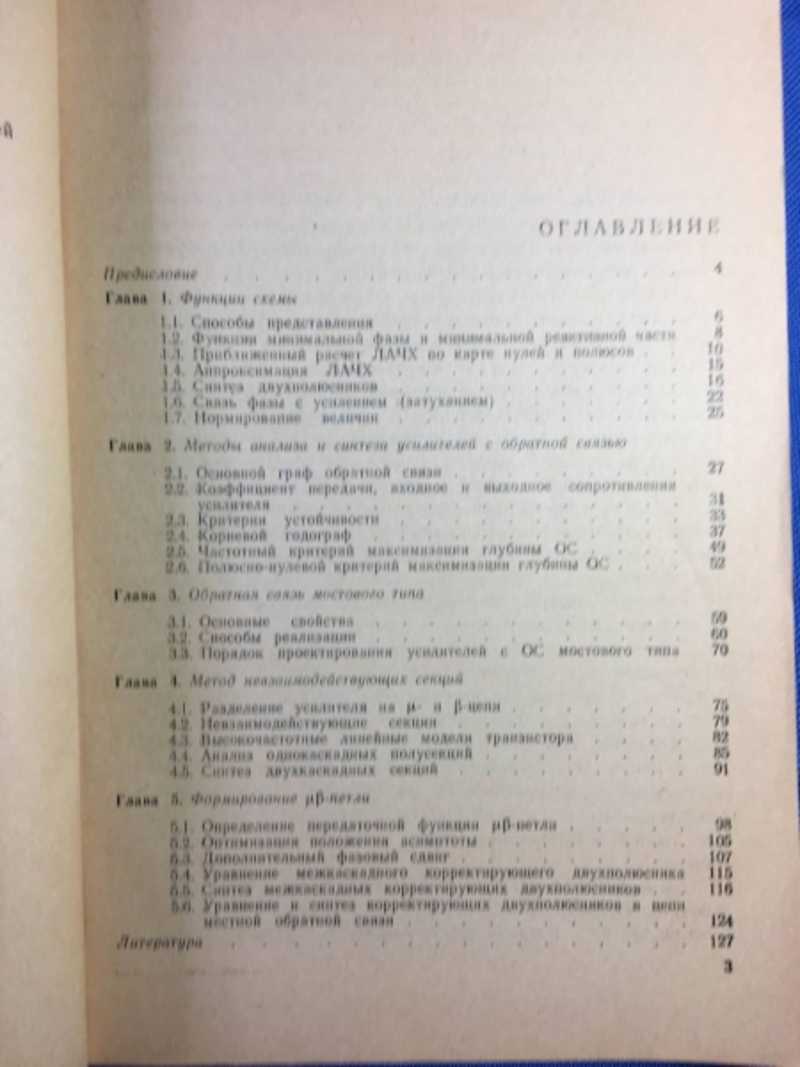 ой
ОГЛАВЛЕНИЕ
Предисловие . . . . . . . . . . . . . . . 4
Глава 1. Функции схемы
1.1. Способы представления . . . . . . . . . . 6
1.2. Функции минимальной фазы и минимальной реактивной части 8
1.3. Приближенный расчет ЛАЧХ по карте нулей и полюсов . . 10
1.4. Аппроксимация ЛАЧХ . . . . . . . . . . 15
1.5. Синтез двухполюсников . . . . . . . . . . 16
1.6. Связь фазы с усилением (затуханием) . . . . . . 22
1.7. Нормирование величин . . . . . . . . . . 25
Глава 2. Методы анализа и синтеза усилителей с обратной связью
2.1. Основной граф обратной связи . . . . . . . . 27
2.2. Коэффициент передачи, входное и выходное сопротивления
усилителя . . . . . . . . . . . . . . 31
2.3. Критерии устойчивости . . . . . . . . . . 33
2.4. Корневой годограф . . . . . . . . . . . 37
2.5. Частотный критерий максимизации глубины ОС . . . . 49
2.6. Полюсно-нулевой критерий максимизации глубины ОС . . . 52
Глава 3. Обратная связь мостового типа
3.1. Основные свойства . . . . . . . . . . . 59
3.2. Способы реализации . . . . . . . . . . . 60
3.3. Порядок проектирования усилителей с ОС мостового типа 70
Глава 4. Метод невзаимодействующих секций
4.1. Разделение усилителя на μ- и β-цепи . . . . . . 75
4.2. Невзаимодействующие секции . . . . . . . . 79
4.3. Высокочастотные линейные модели транзистора . . . . 82
4.4. Анализ однокаскадных полусекций . . . . . . . 85
4.5. Синтез двухкаскадных секций . . . . . . . . 91
Глава 5. Формирование μβ-петли
5.1. Определение передаточной функции μβ-петли . . . . . 98
5.2. Оптимизация положения асимптоты . . . . . . . 105
5.3. Дополнительный фазовый сдвиг . . . . . . . . 107
5.4. Уравнение межкаскадного корректирующего двухполюсника 115
5.5. Синтез межкаскадных корректирующих двухполюсников . . 116
5.6. Уравнение и синтез корректирующих двухполюсников в цепи
местной обратной связи . . . . . . . . . . 124
Литература . . . . . . . . . . . . . . . 127
3